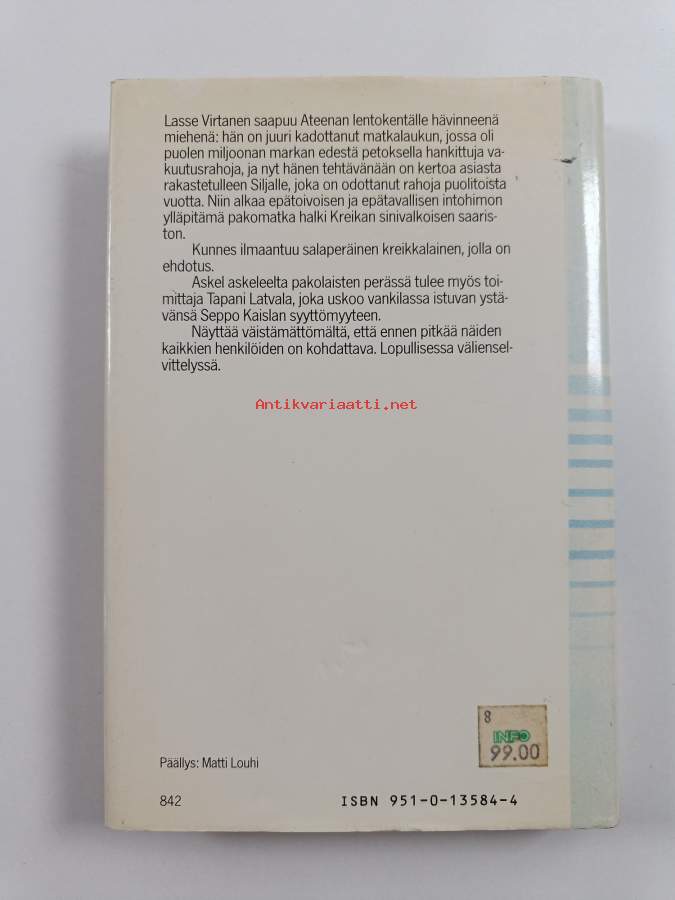 Lasse Virtanen saapuu Ateenan lentokentälle hävinneenä
miehenä: hän on juuri kadottanut matkalaukun, jossa oli
puolen miljoonan markan edestä petoksella hankittuja va-
kuutusrahoja, ja nyt hänen tehtävänään on kertoa asiasta
rakastetulleen Siljalle, joka on odottanut rahoja puolitoista
vuotta. Niin alkaa epätoivoisen ja epätavallisen intohimon
ylläpitämä pakomatka halki Kreikan sinivalkoisen saaris-
ton.
Kunnes ilmaantuu salaperäinen kreikkalainen, jolla on
ehdotus.
Askel askeleelta pakolaisten perässä tulee myös toi-
mittaja Tapani Latvala, joka uskoo vankilassa istuvan ystä-
vänsä Seppo Kaislan syyttömyyteen.
Näyttää väistämättömältä, että ennen pitkää näiden
kaikkien henkilöiden on kohdattava. Lopullisessa välienselvittelyssä.
Antikvariaatti.net
8
INFO
99.00
Päällys: Matti Louhi
842
ISBN 951-0-13584-4